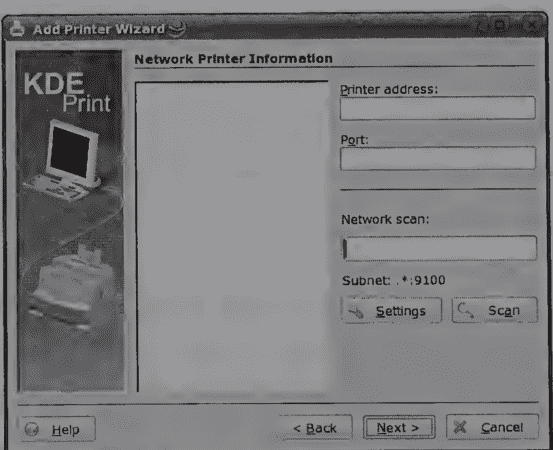 Add Printer Wizard
KDE
Print
Network Printer Information
Printer address:
Port:
Network scan:
Subnet: .*:9100
Settings
Scan
Help
< Back
Next >
Cancel